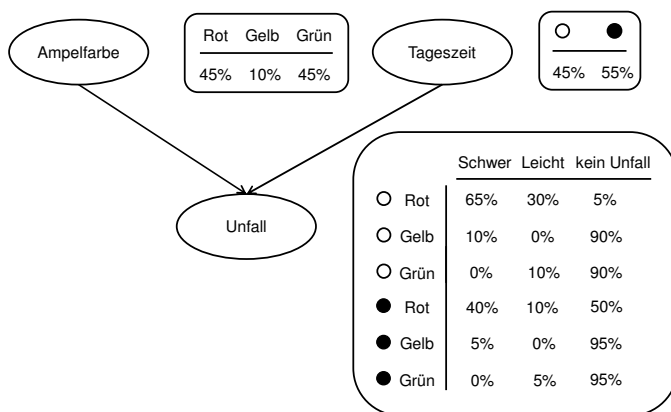 Ampelfarbe
Rot Gelb Grün
45% 10% 45%
Tageszeit
45% 55%
Unfall
Schwer Leicht kein Unfall
Rot 65% 30% 5%
Gelb 10% 0% 90%
Grün 0% 10% 90%
Rot 40% 10% 50%
Gelb 5% 0% 95%
Grün 0% 5% 95%